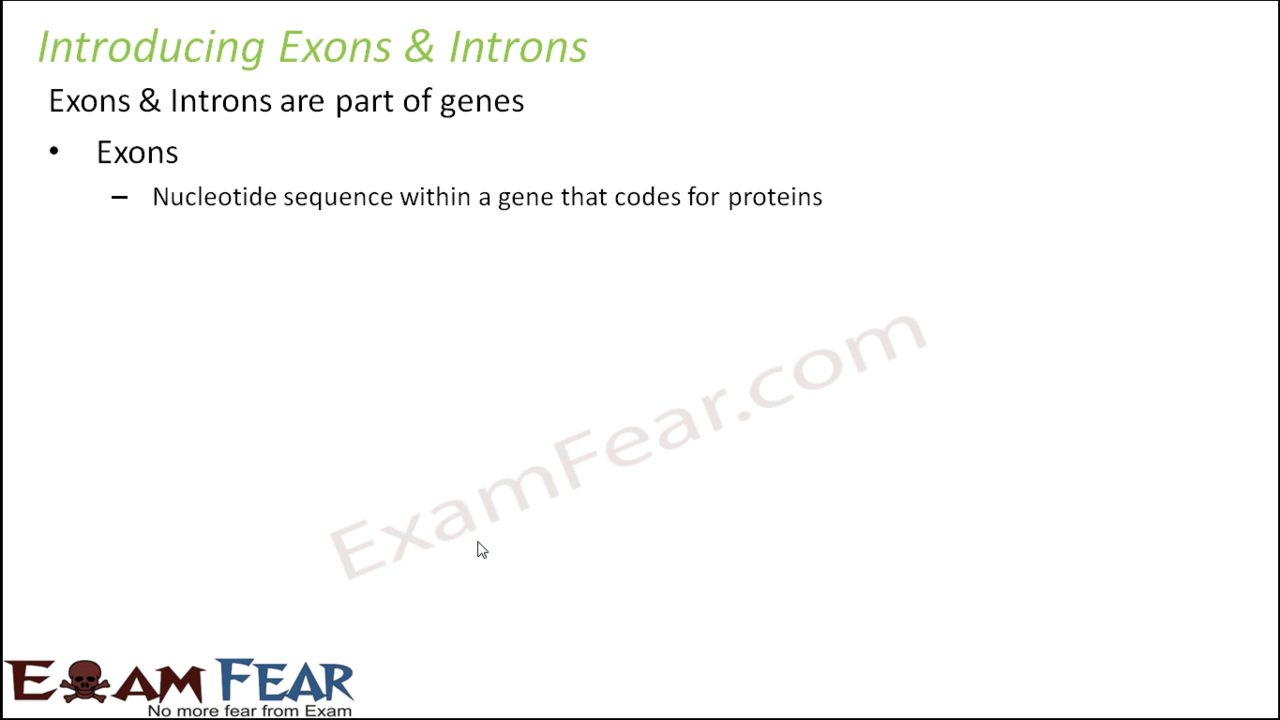 Introducing Exons & Introns
Exons & Introns are part of genes
• Exons
– Nucleotide sequence within a gene that codes for proteins
ExamFear.com
EXAM FEAR
No more fear from Exam